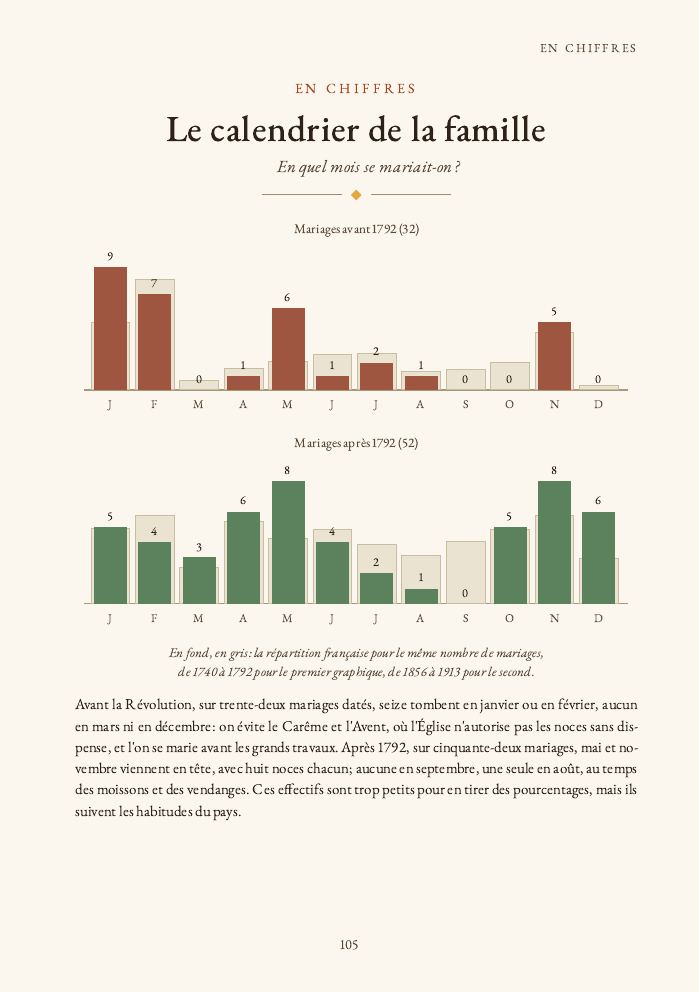 EN CHIFFRES
EN CHIFFRES
Le calendrier de la famille
En quel mois se mariait-on ?
Mariages avant 1792 (32)
9 7 0 1 6 1 2 1 0 0 5 0
J F M A M J J A S O N D
Mariages après 1792 (52)
5 4 3 6 8 4 2 1 0 5 8 6
J F M A M J J A S O N D
En fond, en gris : la répartition française pour le même nombre de mariages,
de 1740 à 1792 pour le premier graphique, de 1856 à 1913 pour le second.
Avant la Révolution, sur trente-deux mariages datés, seize tombent en janvier ou en février, aucun
en mars ni en décembre : on évite le Carême et l'Avent, où l'Église n'autorise pas les noces sans dis-
pense, et l'on se marie avant les grands travaux. Après 1792, sur cinquante-deux mariages, mai et no-
vembre viennent en tête, avec huit noces chacun; aucune en septembre, une seule en août, au temps
des moissons et des vendanges. Ces effectifs sont trop petits pour en tirer des pourcentages, mais ils
suivent les habitudes du pays.
105